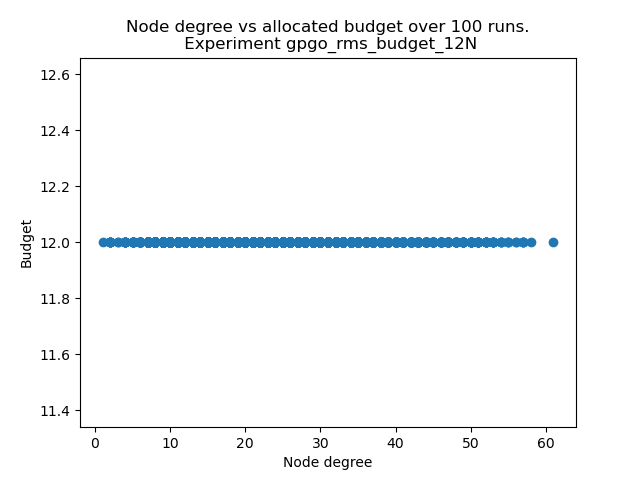 Node degree vs allocated budget over 100 runs.
Experiment gpgo_rms_budget_12N
12.6
12.4
12.2
12.0
11.8
11.6
11.4
Budget
0 10 20 30 40 50 60
Node degree